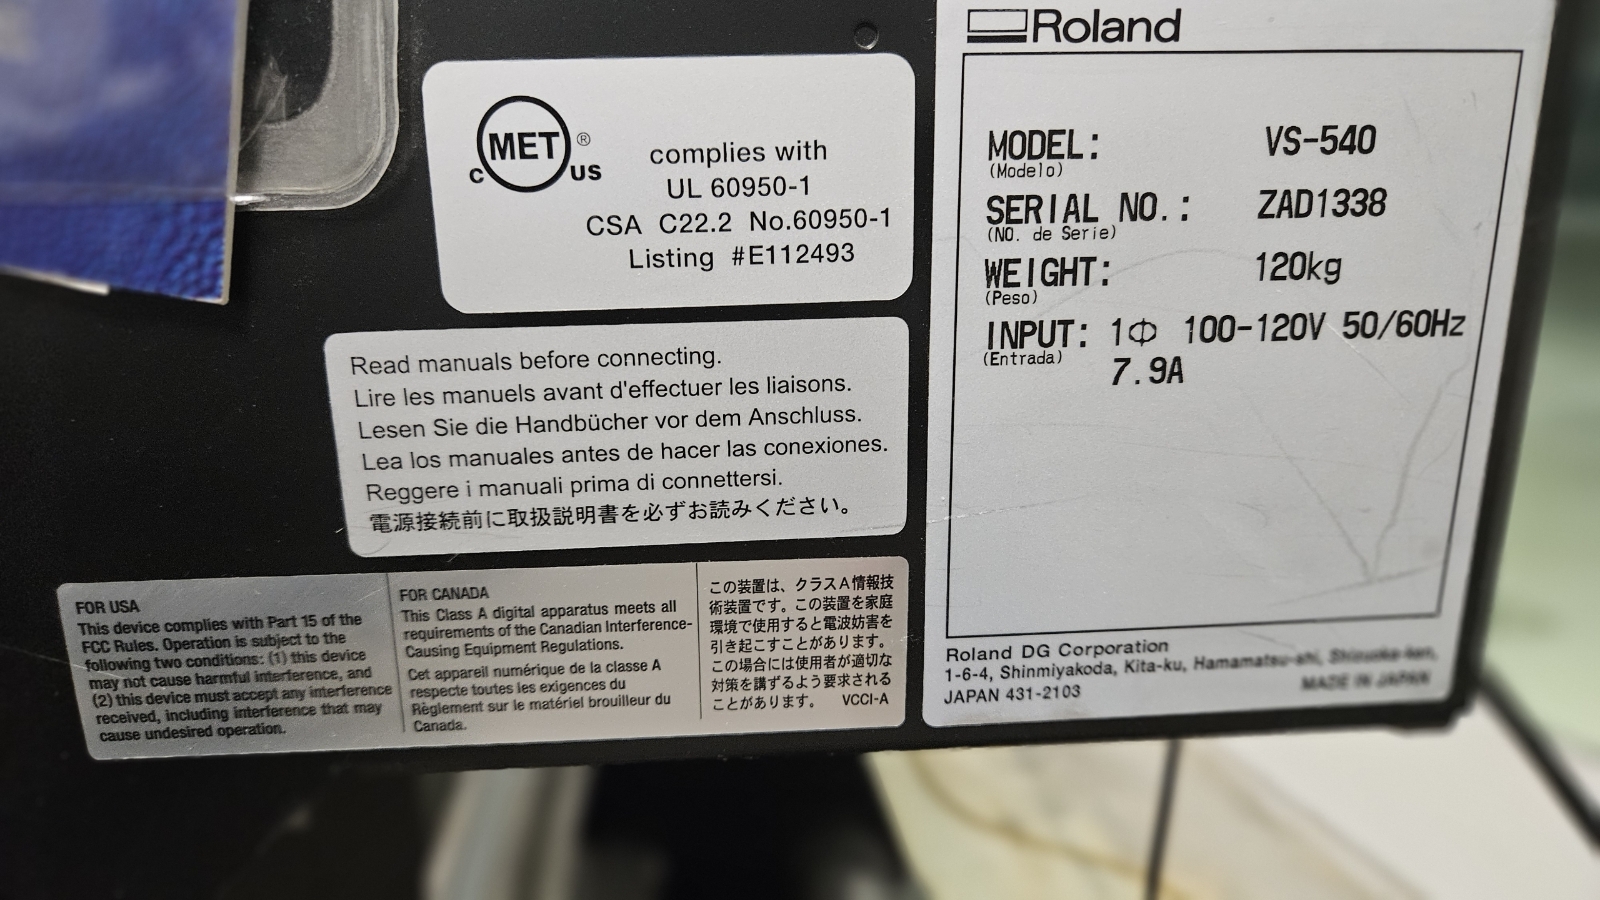 Roland
MODEL: VS-540
(Modelo)
SERIAL NO.: ZAD1338
(NO. de Serie)
WEIGHT: 120kg
(Peso)
INPUT: 1Φ 100-120V 50/60Hz
(Entrada)
7.9A
Roland DG Corporation
1-6-4, Shinmiyakoda, Kita-ku, Hamamatsu-shi, Shizuoka-ken,
JAPAN 431-2103
MADE IN JAPAN
c MET® us
complies with
UL 60950-1
CSA C22.2 No.60950-1
Listing #E112493
Read manuals before connecting.
Lire les manuels avant d'effectuer les liaisons.
Lesen Sie die Handbücher vor dem Anschluss.
Lea los manuales antes de hacer las conexiones.
Reggere i manuali prima di connettersi.
電源接続前に取扱説明書を必ずお読みください。
FOR USA
This device complies with Part 15 of the
FCC Rules. Operation is subject to the
following two conditions: (1) this device
may not cause harmful interference, and
(2) this device must accept any interference
received, including interference that may
cause undesired operation.
FOR CANADA
This Class A digital apparatus meets all
requirements of the Canadian Interference-
Causing Equipment Regulations.
Cet appareil numérique de la classe A
respecte toutes les exigences du
Règlement sur le matériel brouilleur du
Canada.
この装置は、クラスA情報技
術装置です。この装置を家庭
環境で使用すると電波妨害を
引き起こすことがあります。
この場合には使用者が適切な
対策を講ずるよう要求される
ことがあります。 VCCI-A